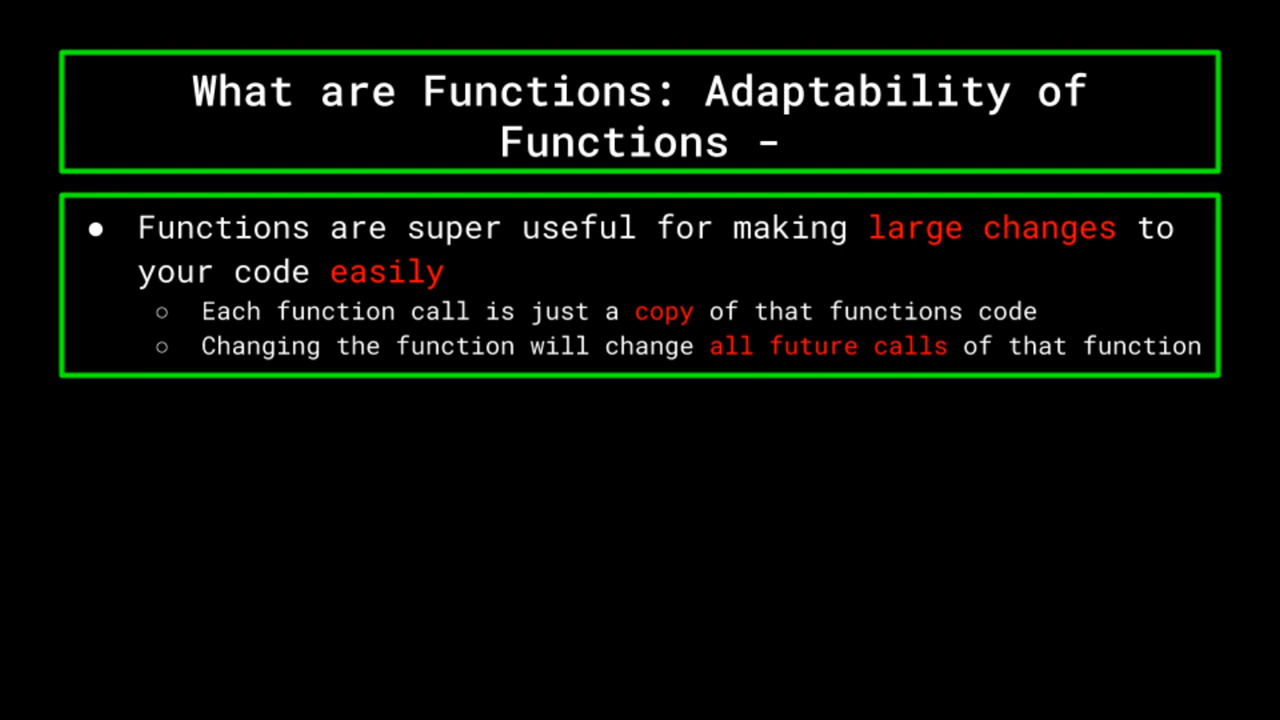 What are Functions: Adaptability of
Functions -
● Functions are super useful for making large changes to
your code easily
○ Each function call is just a copy of that functions code
○ Changing the function will change all future calls of that function